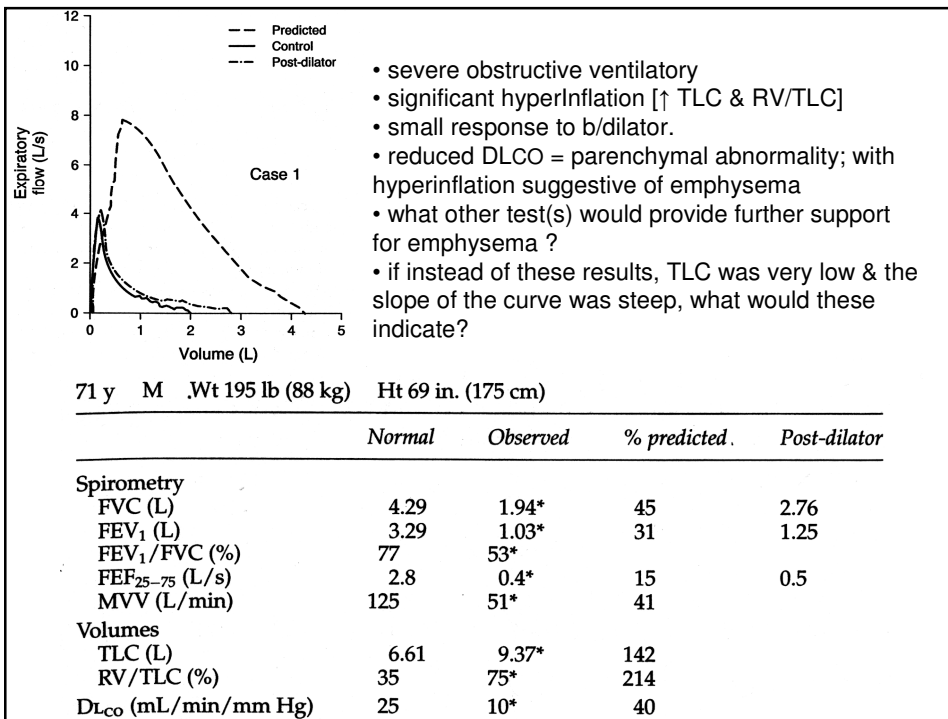 12
10
8
6
4
2
0
Expiratory
flow (L/s)
Predicted
Control
Post-dilator
Case 1
0 1 2 3 4 5
Volume (L)
• severe obstructive ventilatory
• significant hyperInflation [↑ TLC & RV/TLC]
• small response to b/dilator.
• reduced DLCO = parenchymal abnormality; with
hyperinflation suggestive of emphysema
• what other test(s) would provide further support
for emphysema ?
• if instead of these results, TLC was very low & the
slope of the curve was steep, what would these
indicate?
71 y M .Wt 195 lb (88 kg) Ht 69 in. (175 cm)
Normal Observed % predicted. Post-dilator
Spirometry
FVC (L) 4.29 1.94* 45 2.76
FEV₁ (L) 3.29 1.03* 31 1.25
FEV₁/FVC (%) 77 53*
FEF₂₅₋₇₅ (L/s) 2.8 0.4* 15 0.5
MVV (L/min) 125 51* 41
Volumes
TLC (L) 6.61 9.37* 142
RV/TLC (%) 35 75* 214
DLCO (mL/min/mm Hg) 25 10* 40